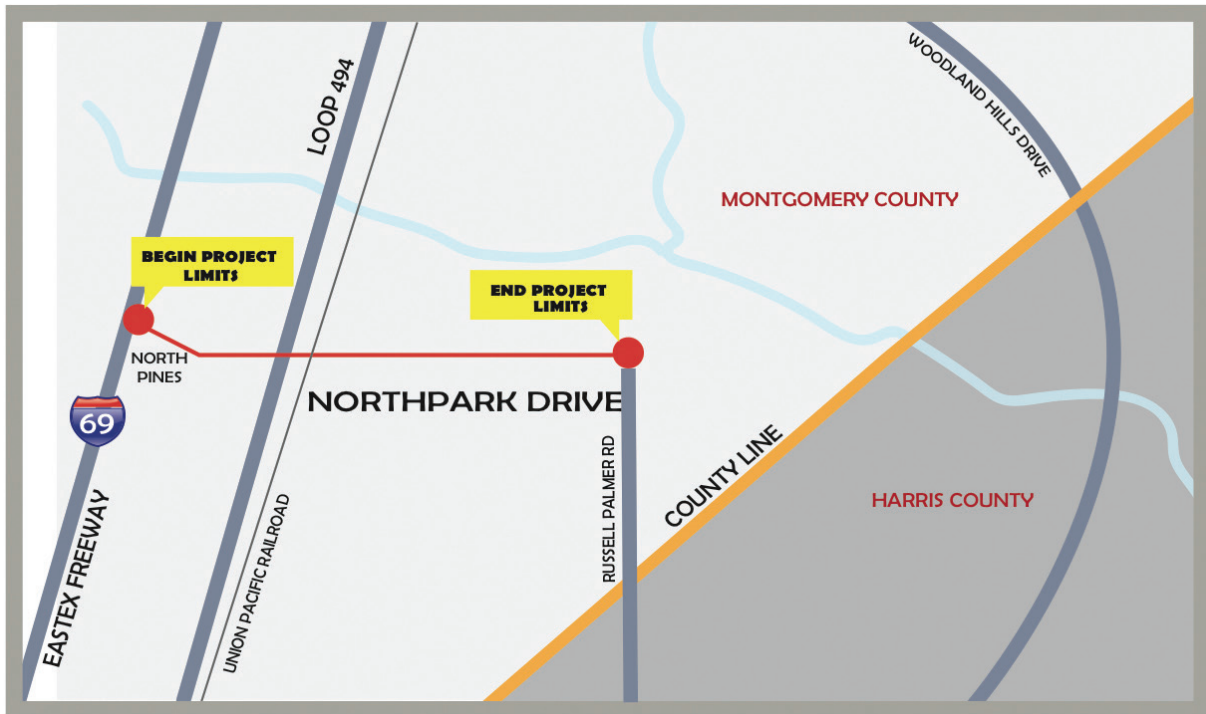 WOODLAND HILLS DRIVE
LOOP 494
MONTGOMERY COUNTY
BEGIN PROJECT
LIMITS
END PROJECT
LIMITS
NORTH
PINES
NORTHPARK DRIVE
69
COUNTY LINE
RUSSELL PALMER RD
HARRIS COUNTY
EASTEX FREEWAY
UNION PACIFIC RAILROAD